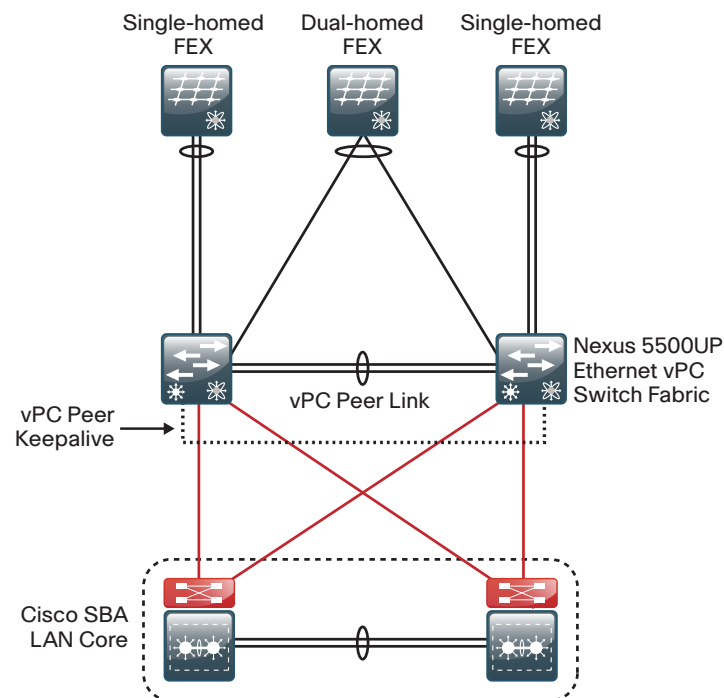 Single-homed
FEX
Dual-homed
FEX
Single-homed
FEX
Nexus 5500UP
Ethernet vPC
Switch Fabric
vPC Peer Link
vPC Peer
Keepalive
Cisco SBA
LAN Core